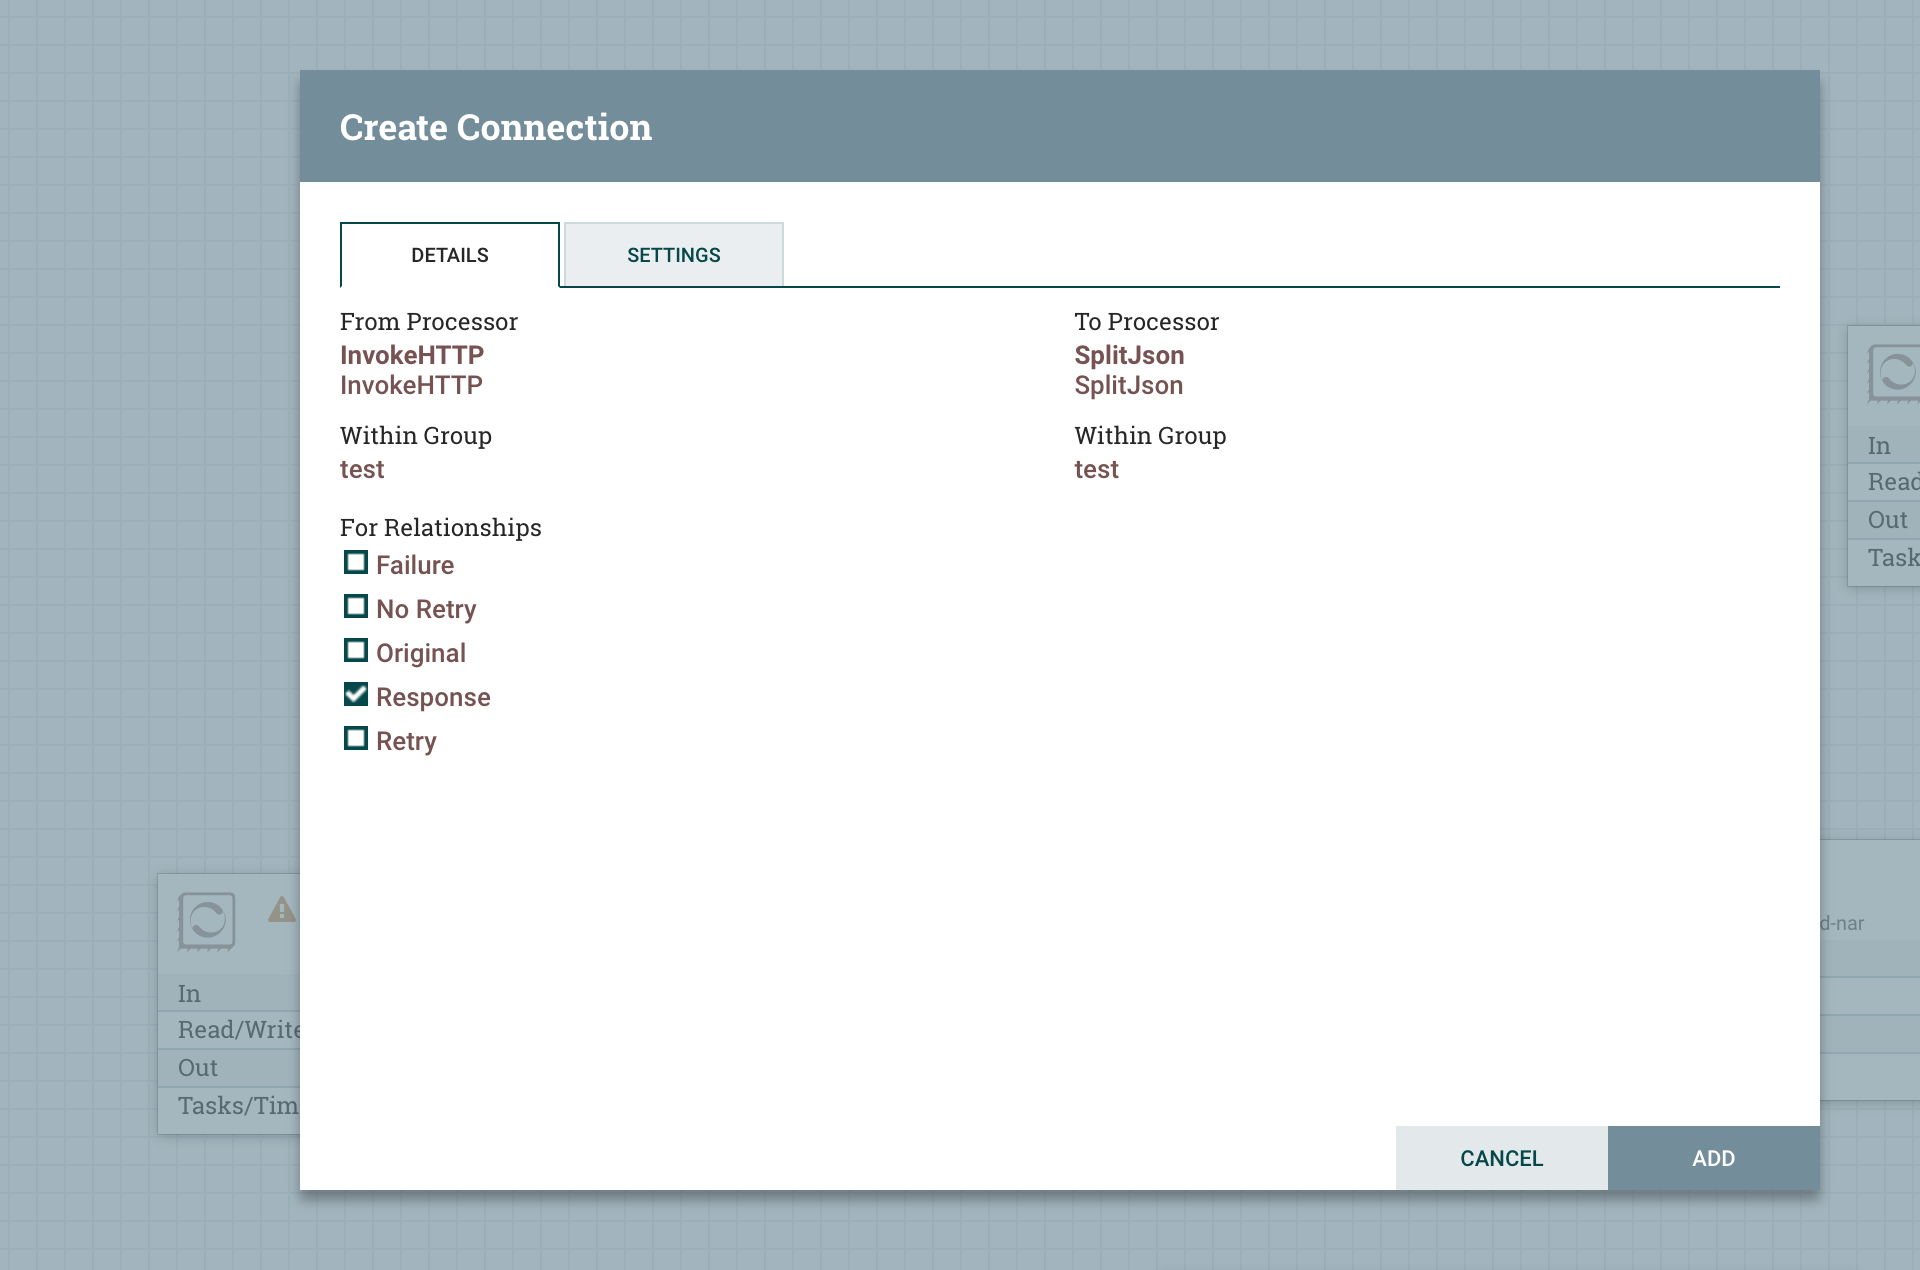 Create Connection
DETAILS
SETTINGS
From Processor
InvokeHTTP
InvokeHTTP
Within Group
test
To Processor
SplitJson
SplitJson
Within Group
test
For Relationships
Failure
No Retry
Original
Response
Retry
CANCEL
ADD
In
Read/Write
Out
Tasks/Tim
In
Read
Out
Task
d-nar